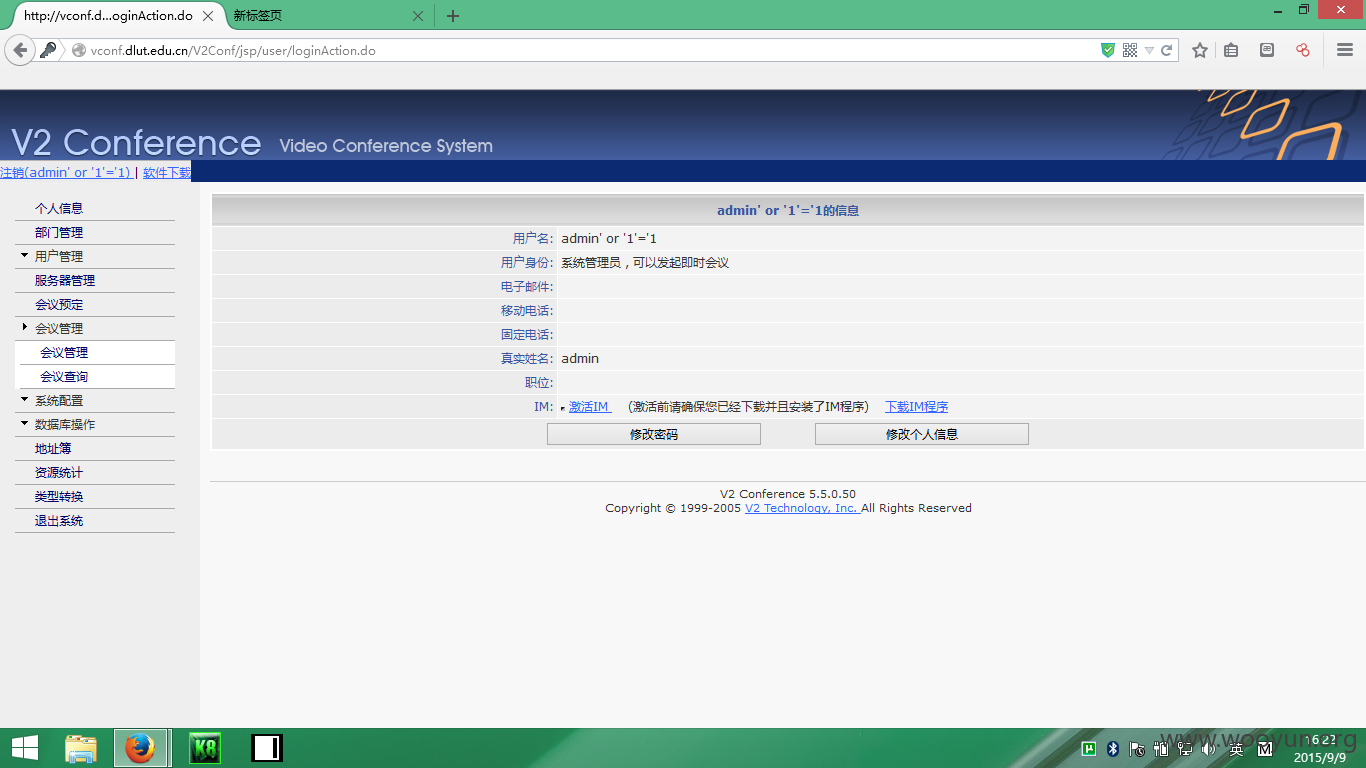 http://vconf.d...oginAction.do
新标签页
vconf.dlut.edu.cn/V2Conf/jsp/user/loginAction.do
V2 Conference Video Conference System
注销(admin' or '1'='1) | 软件下载
个人信息
部门管理
用户管理
服务器管理
会议预定
会议管理
会议管理
会议查询
系统配置
数据库操作
地址簿
资源统计
类型转换
退出系统
admin' or '1'='1的信息
用户名: admin' or '1'='1
用户身份: 系统管理员，可以发起即时会议
电子邮件:
移动电话:
固定电话:
真实姓名: admin
职位:
IM: 激活IM (激活前请确保您已经下载并且安装了IM程序) 下载IM程序
修改密码 修改个人信息
V2 Conference 5.5.0.50
Copyright © 1999-2005 V2 Technology, Inc. All Rights Reserved
K8
µ
英
M
16:22
2015/9/9
www.wooyun.org